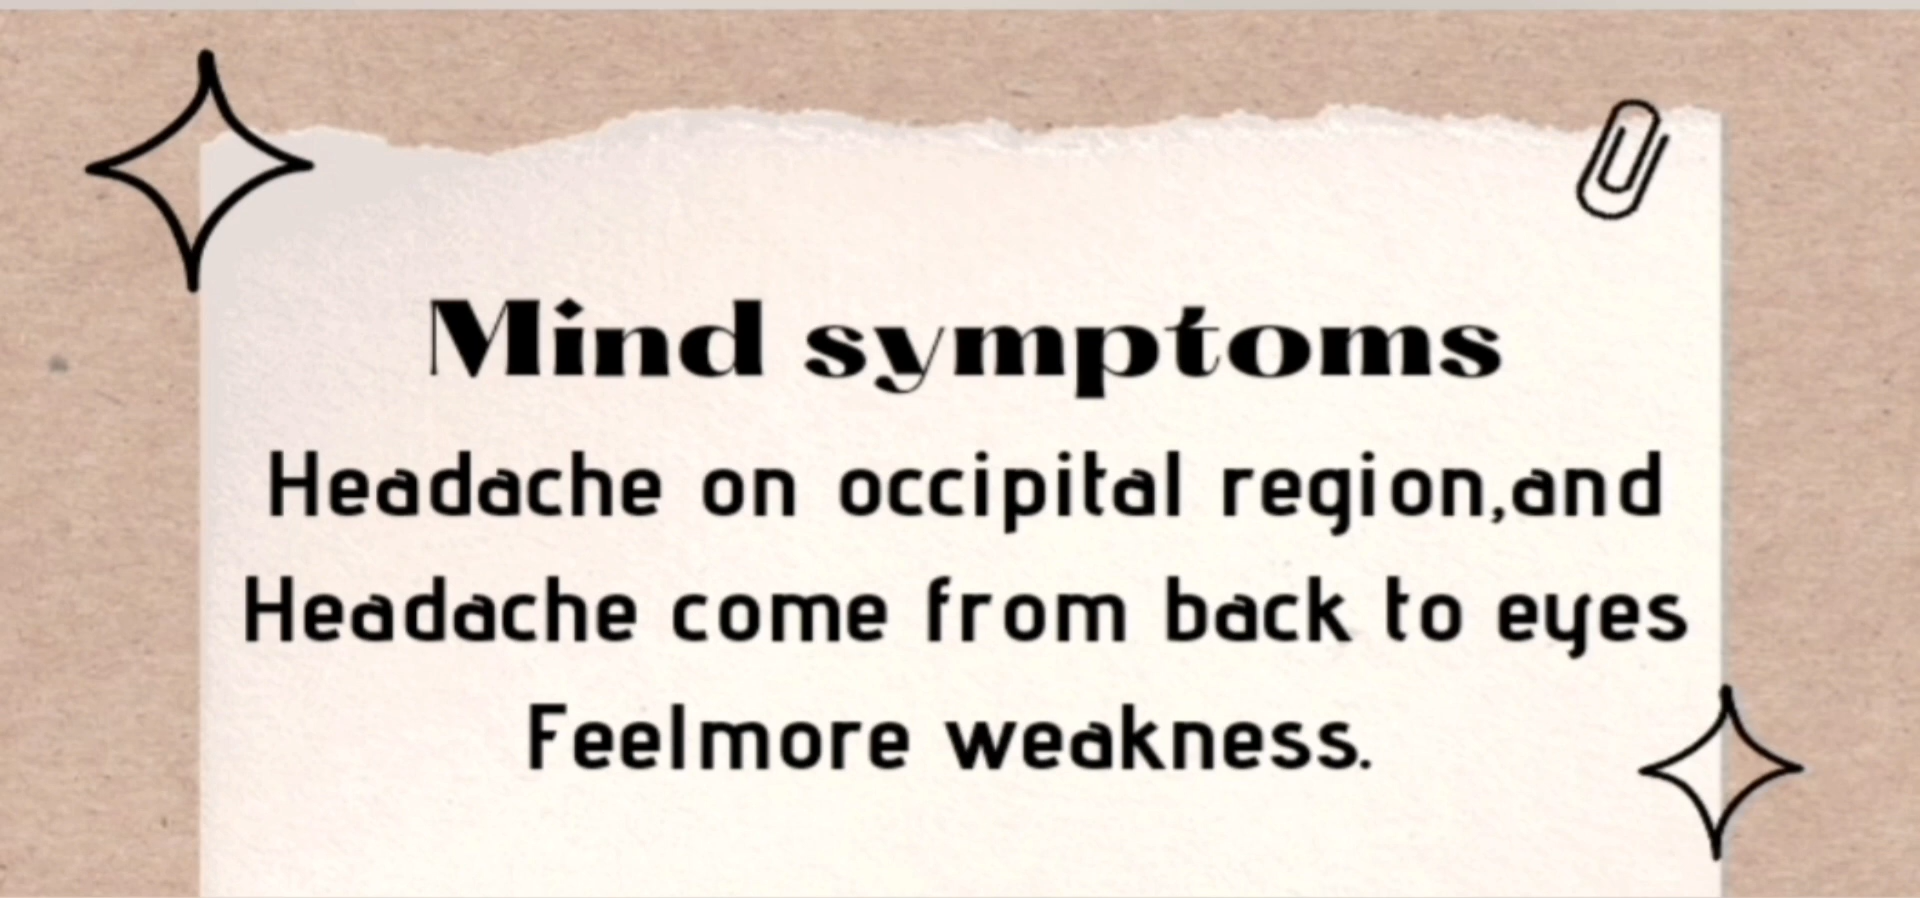 Mind symptoms
Headache on occipital region,and
Headache come from back to eyes
Feelmore weakness.